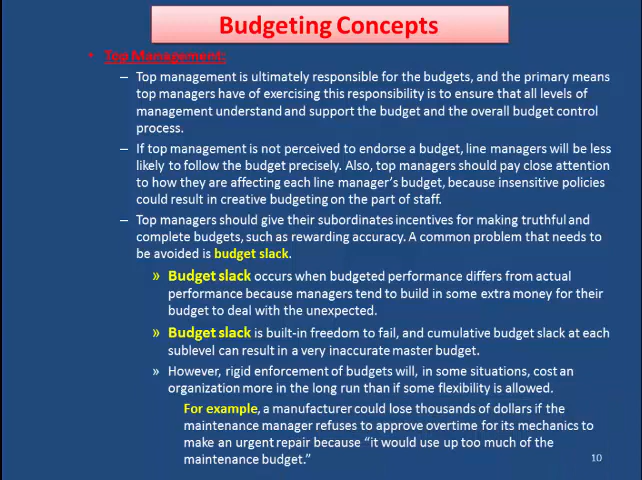 Budgeting Concepts
• Top Management:
– Top management is ultimately responsible for the budgets, and the primary means
top managers have of exercising this responsibility is to ensure that all levels of
management understand and support the budget and the overall budget control
process.
– If top management is not perceived to endorse a budget, line managers will be less
likely to follow the budget precisely. Also, top managers should pay close attention
to how they are affecting each line manager's budget, because insensitive policies
could result in creative budgeting on the part of staff.
– Top managers should give their subordinates incentives for making truthful and
complete budgets, such as rewarding accuracy. A common problem that needs to
be avoided is budget slack.
» Budget slack occurs when budgeted performance differs from actual
performance because managers tend to build in some extra money for their
budget to deal with the unexpected.
» Budget slack is built-in freedom to fail, and cumulative budget slack at each
sublevel can result in a very inaccurate master budget.
» However, rigid enforcement of budgets will, in some situations, cost an
organization more in the long run than if some flexibility is allowed.
For example, a manufacturer could lose thousands of dollars if the
maintenance manager refuses to approve overtime for its mechanics to
make an urgent repair because “it would use up too much of the
maintenance budget.”
10